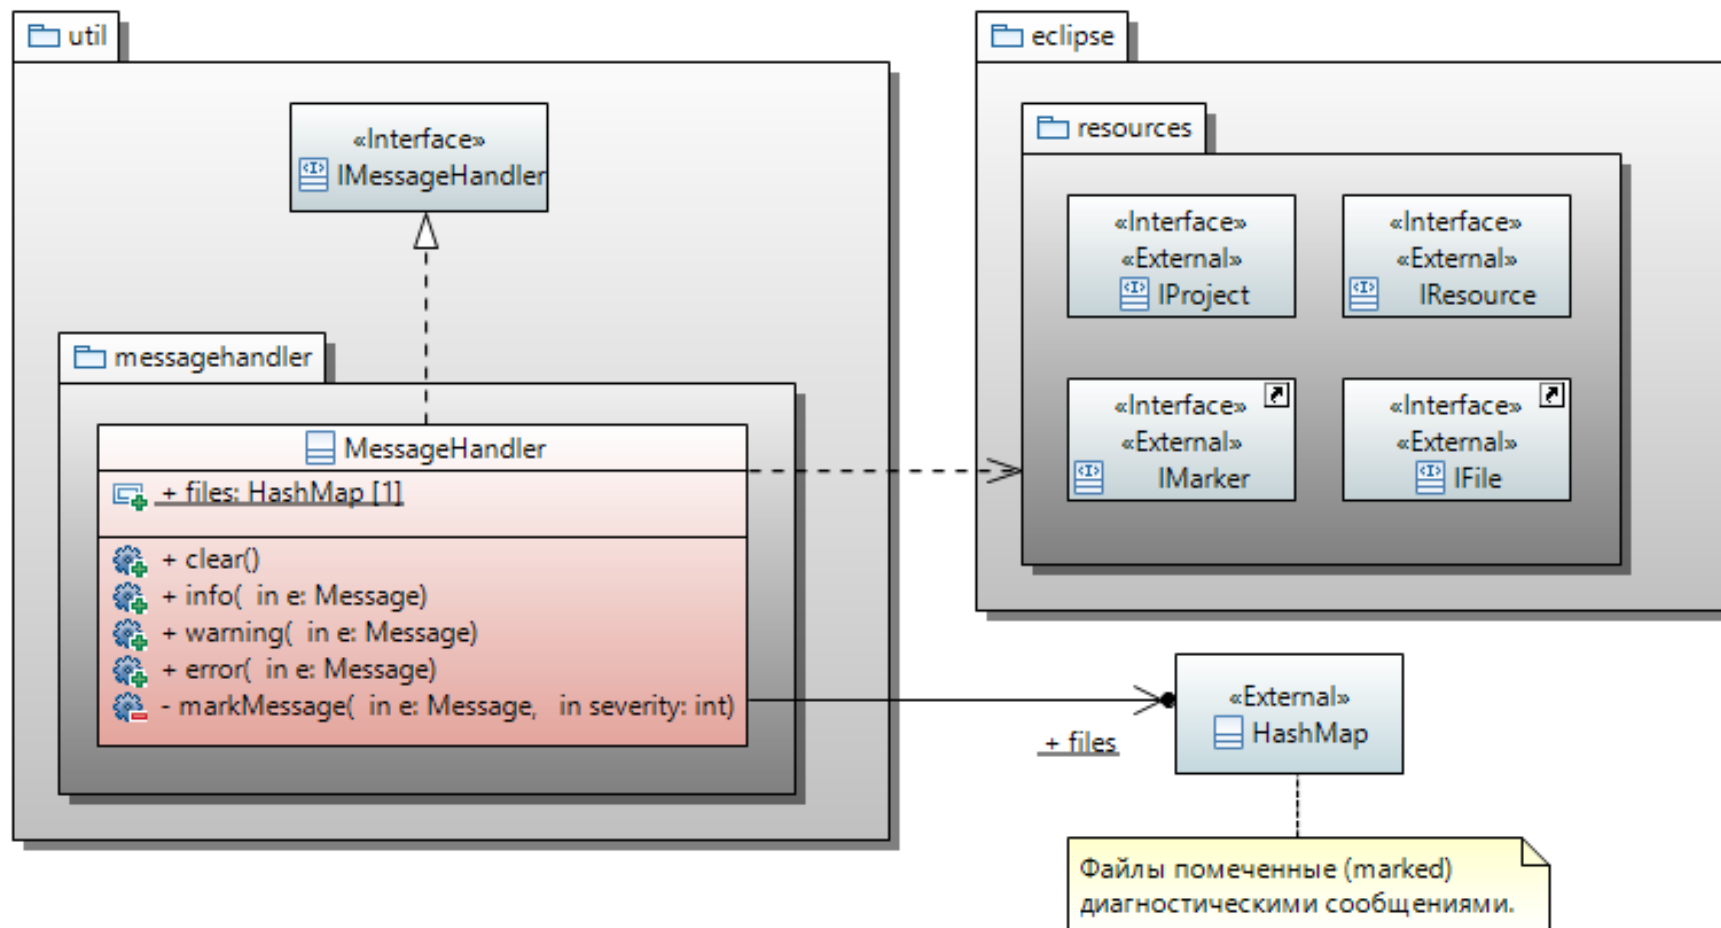 util
«Interface»
IMessageHandler
messagehandler
MessageHandler
+ files: HashMap [1]
+ clear()
+ info(  in e: Message)
+ warning(  in e: Message)
+ error(  in e: Message)
- markMessage(  in e: Message,   in severity: int)
eclipse
resources
«Interface»
«External»
IProject
«Interface»
«External»
IResource
«Interface»
«External»
IMarker
«Interface»
«External»
IFile
+ files
«External»
HashMap
Файлы помеченные (marked)
диагностическими сообщениями.